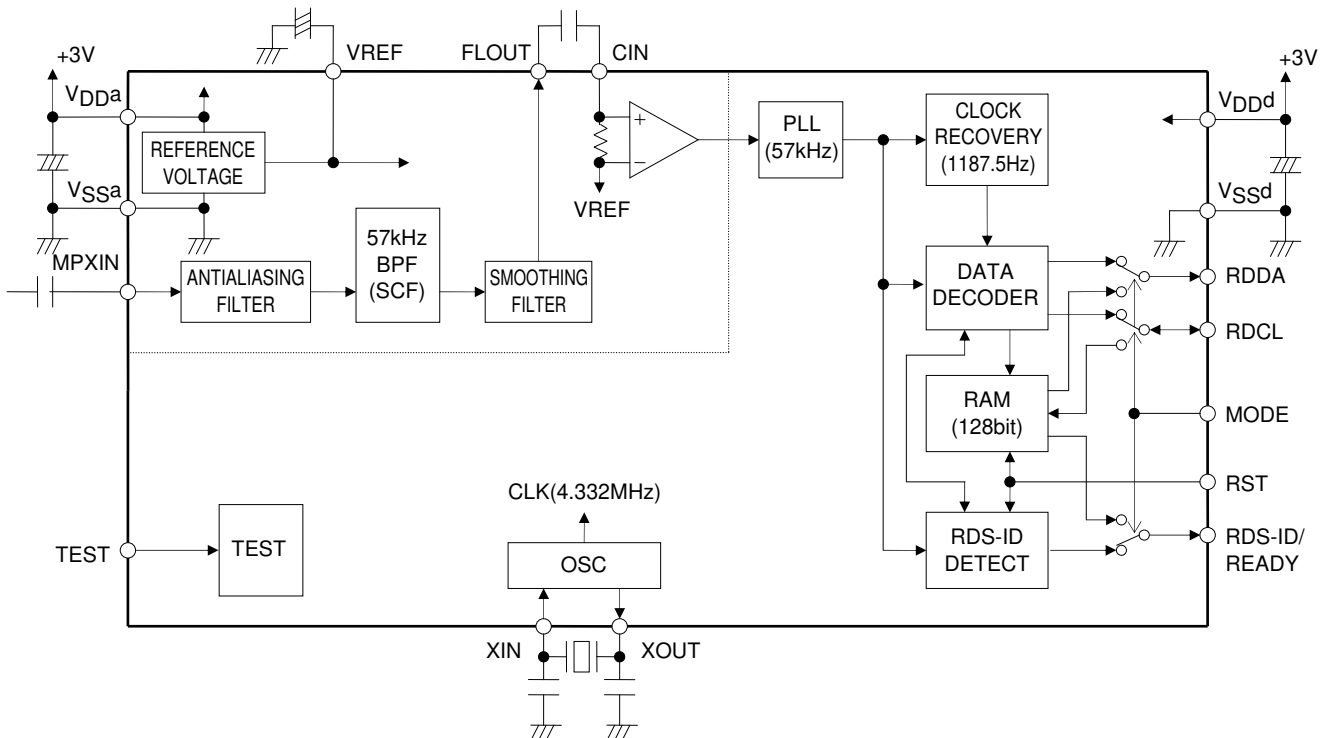 VREF
FLOUT
CIN
+3V
+3V
VDDa
VDDd
REFERENCE
VOLTAGE
+
−
VREF
PLL
(57kHz)
CLOCK
RECOVERY
(1187.5Hz)
VSSa
VSSd
MPXIN
ANTIALIASING
FILTER
57kHz
BPF
(SCF)
SMOOTHING
FILTER
DATA
DECODER
RDDA
RDCL
RAM
(128bit)
MODE
RST
CLK(4.332MHz)
TEST
TEST
OSC
RDS-ID
DETECT
RDS-ID/
READY
XIN
XOUT